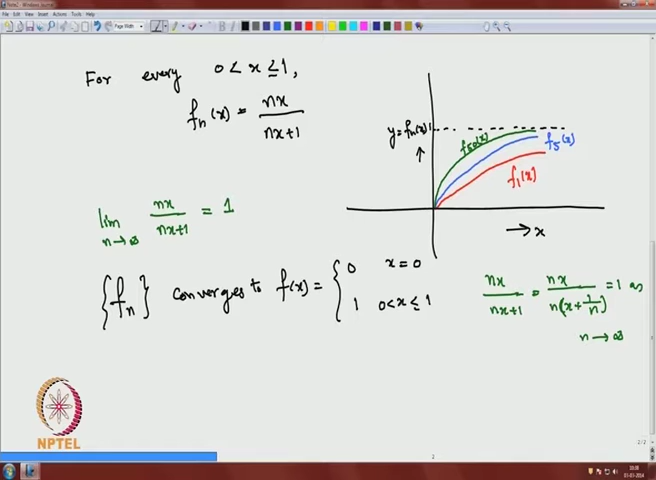 For every 0 < x ≤ 1,
fn(x) = nx / nx+1
y = fn(x) 1
f50(x)
f5(x)
f1(x)
→ x
lim n→∞ nx / nx+1 = 1
{fn} converges to f(x) = { 0 x = 0
1 0 < x ≤ 1
nx / nx+1 = nx / n(x + 1/n) = 1 as
n → ∞
NPTEL